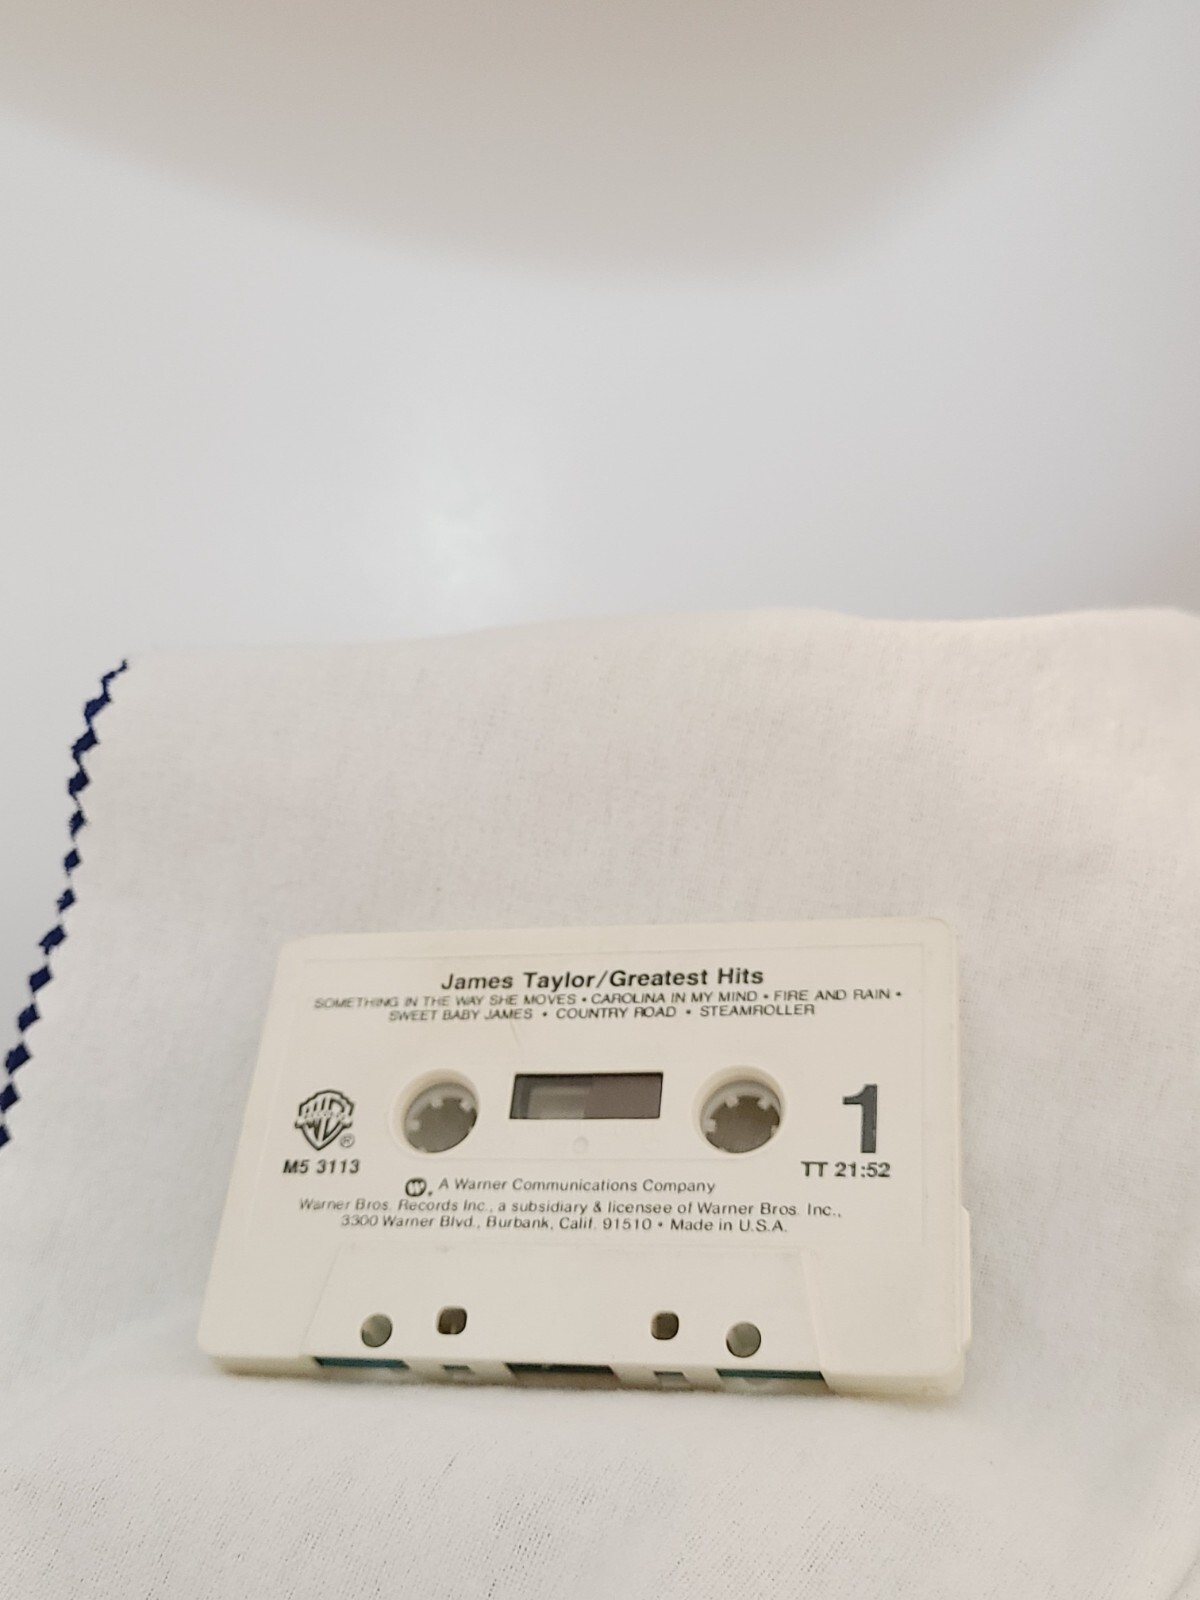 James Taylor/Greatest Hits
SOMETHING IN THE WAY SHE MOVES • CAROLINA IN MY MIND • FIRE AND RAIN •
SWEET BABY JAMES • COUNTRY ROAD • STEAMROLLER
1
®
M5 3113
TT 21:52
A Warner Communications Company
Warner Bros. Records Inc., a subsidiary & licensee of Warner Bros. Inc.,
3300 Warner Blvd., Burbank, Calif. 91510 • Made in U.S.A.